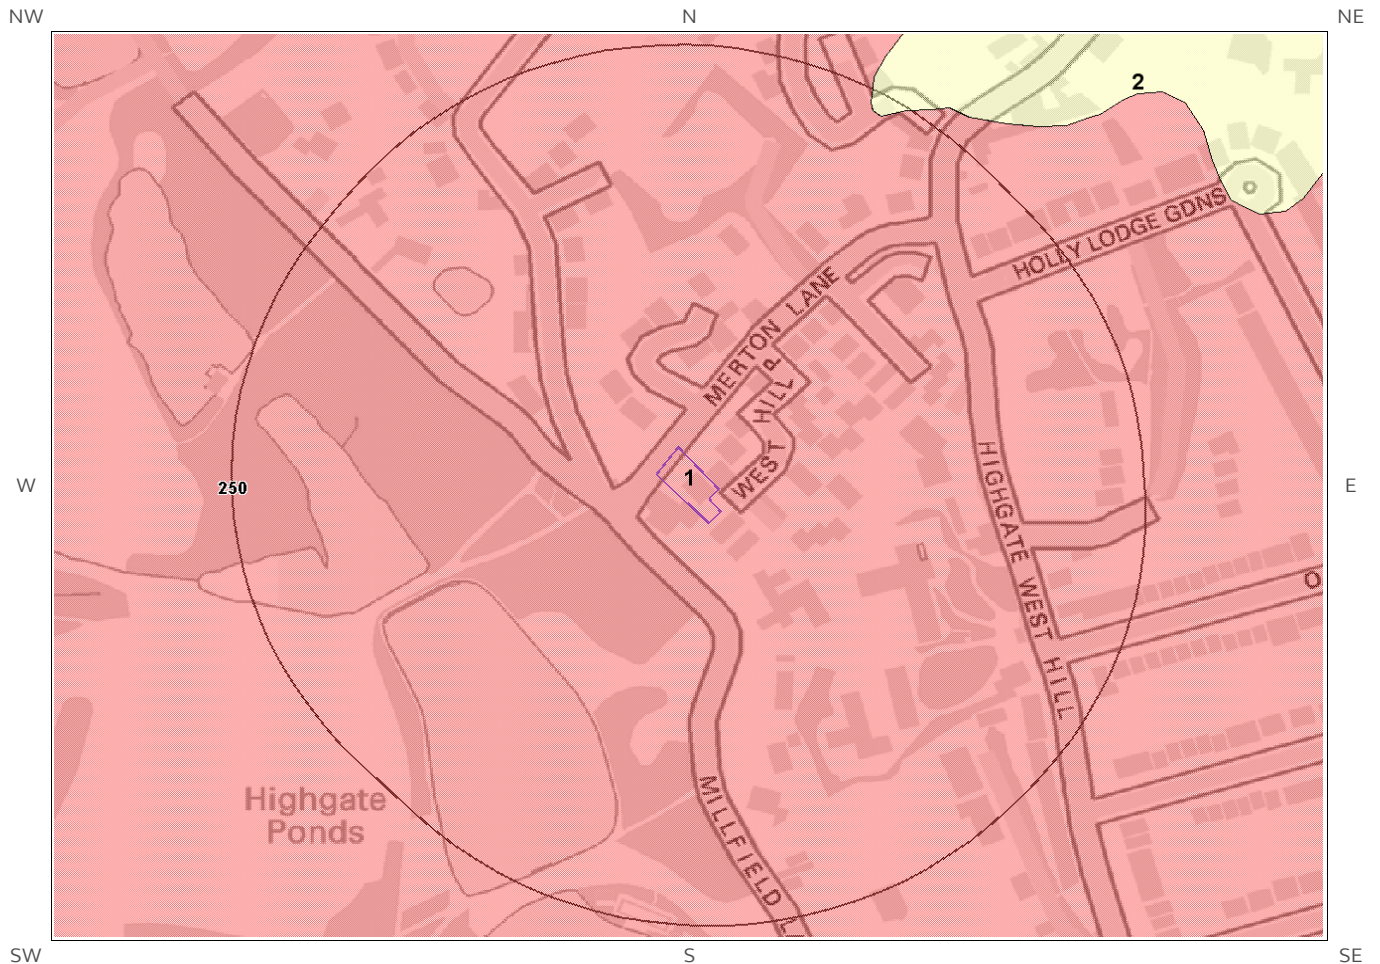 NW
N
NE
2
HOLLY LODGE GDNS
MERTON LANE
WEST HILL P
W
250
1
HIGHGATE WEST HILL
E
O
Highgate
Ponds
MILLFIELD L
SW
S
SE